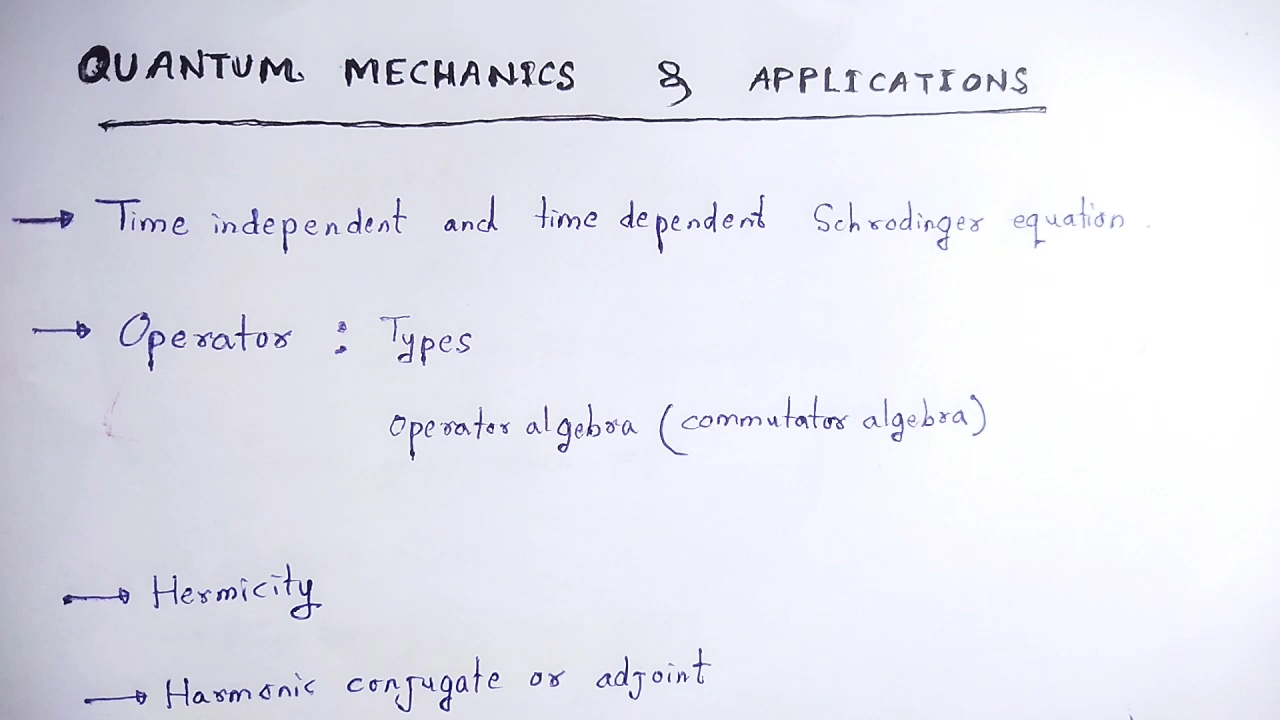 QUANTUM MECHANICS & APPLICATIONS
→ Time independent and time dependent Schrodinger equation.
→ Operator : Types
Operator algebra (commutator algebra)
→ Hermicity
→ Harmonic conjugate or adjoint